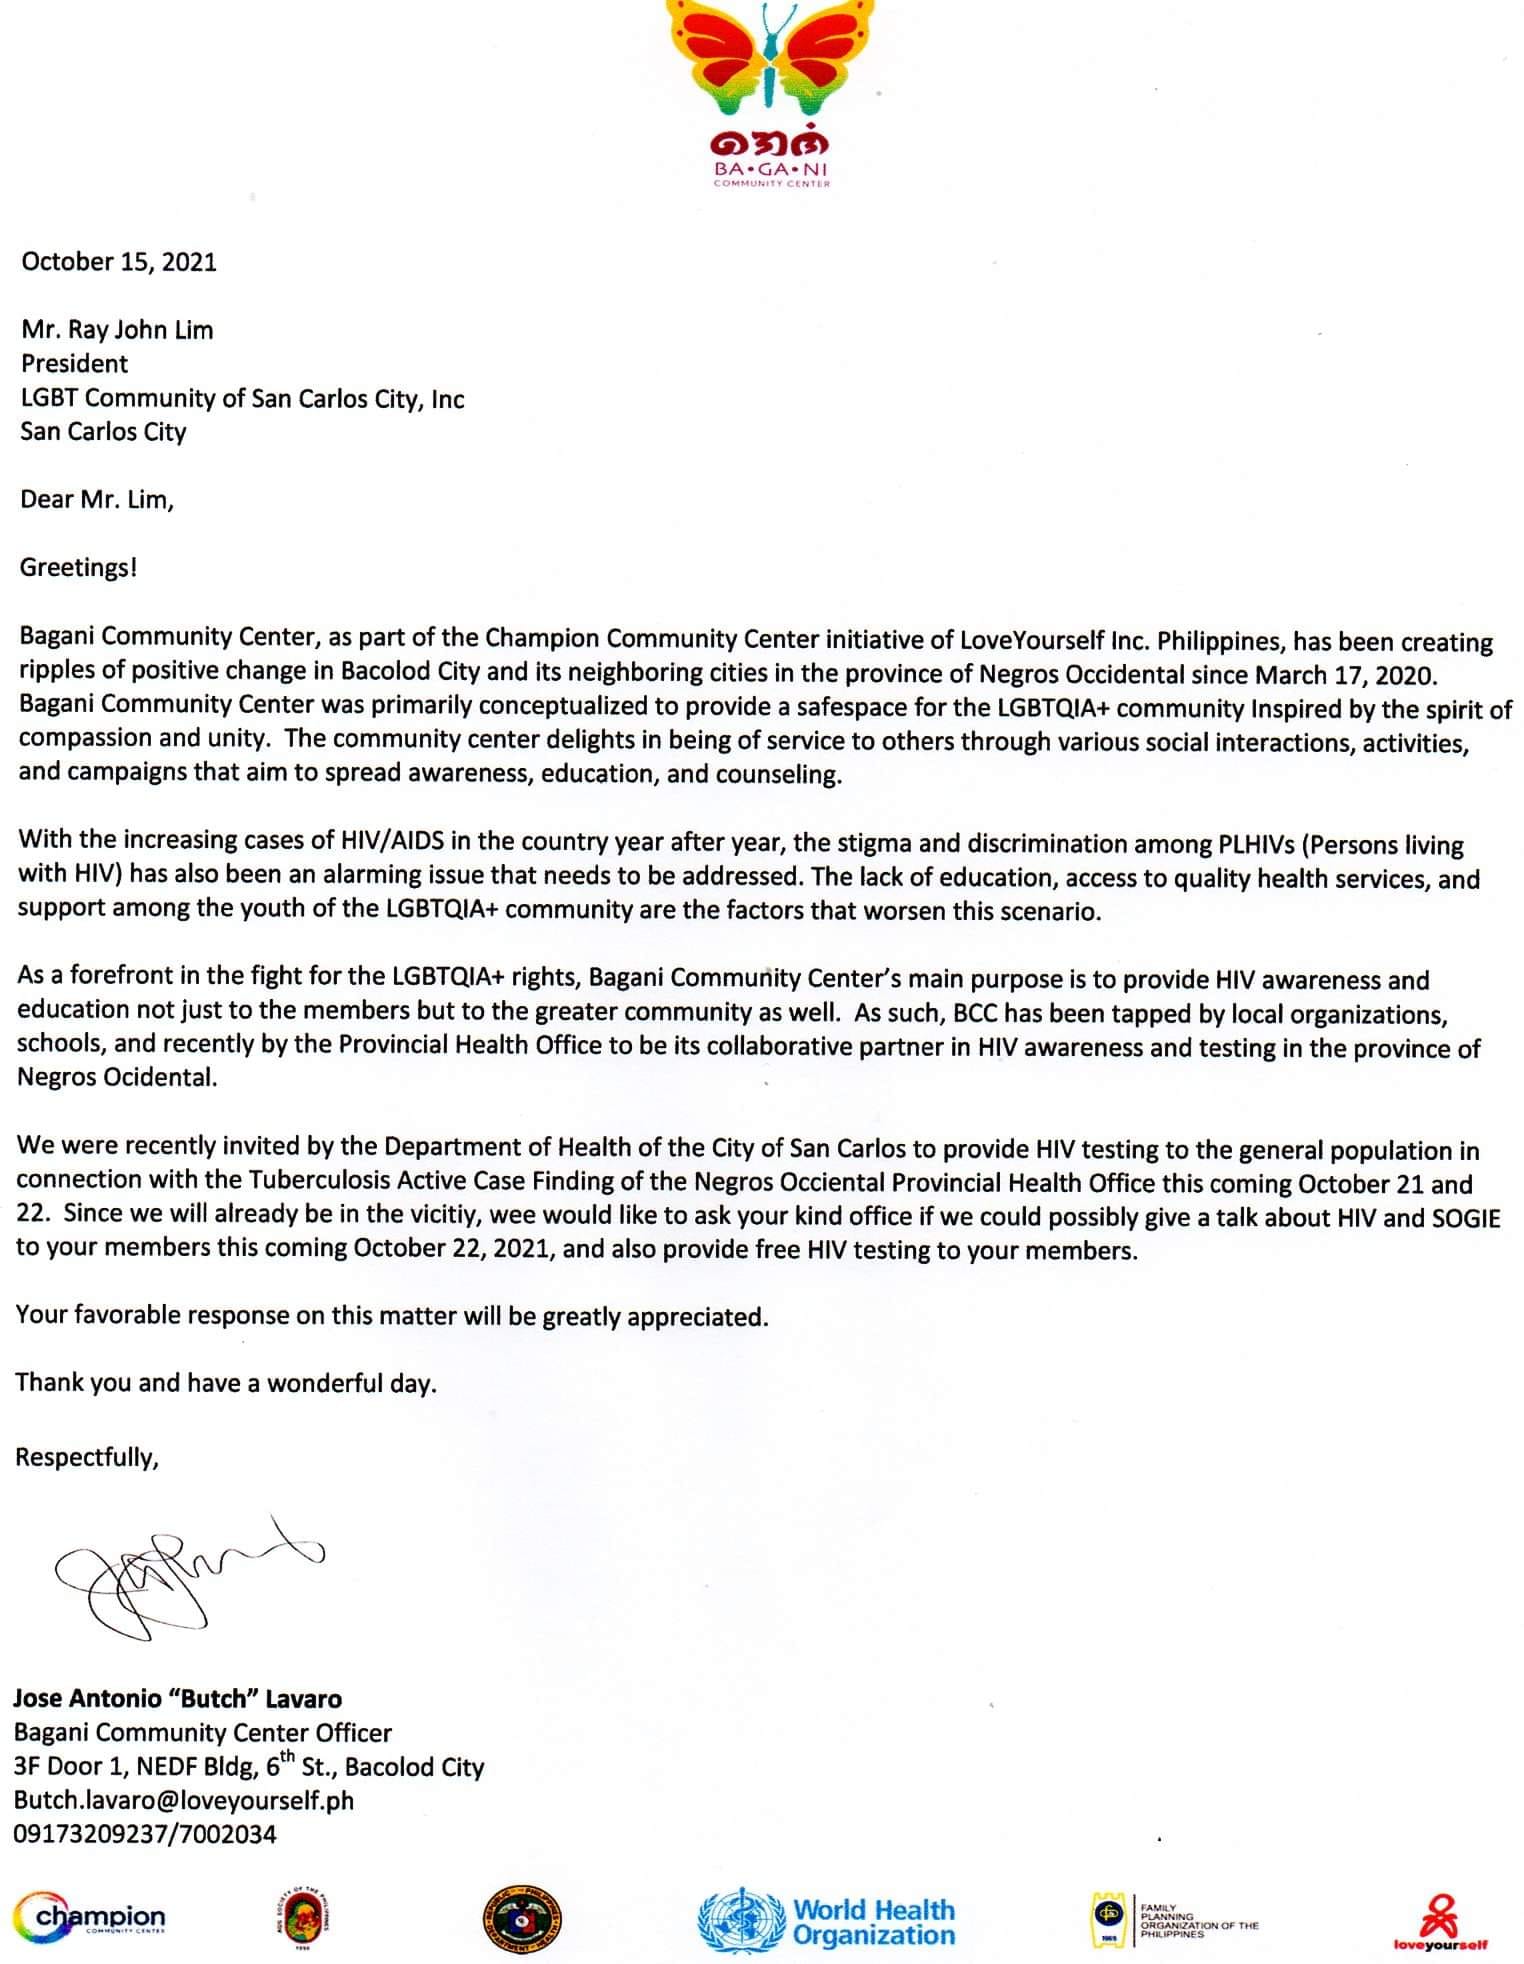 BA•GA•NI
COMMUNITY CENTER
October 15, 2021
Mr. Ray John Lim
President
LGBT Community of San Carlos City, Inc
San Carlos City
Dear Mr. Lim,
Greetings!
Bagani Community Center, as part of the Champion Community Center initiative of LoveYourself Inc. Philippines, has been creating
ripples of positive change in Bacolod City and its neighboring cities in the province of Negros Occidental since March 17, 2020.
Bagani Community Center was primarily conceptualized to provide a safespace for the LGBTQIA+ community Inspired by the spirit of
compassion and unity.  The community center delights in being of service to others through various social interactions, activities,
and campaigns that aim to spread awareness, education, and counseling.
With the increasing cases of HIV/AIDS in the country year after year, the stigma and discrimination among PLHIVs (Persons living
with HIV) has also been an alarming issue that needs to be addressed. The lack of education, access to quality health services, and
support among the youth of the LGBTQIA+ community are the factors that worsen this scenario.
As a forefront in the fight for the LGBTQIA+ rights, Bagani Community Center’s main purpose is to provide HIV awareness and
education not just to the members but to the greater community as well.  As such, BCC has been tapped by local organizations,
schools, and recently by the Provincial Health Office to be its collaborative partner in HIV awareness and testing in the province of
Negros Ocidental.
We were recently invited by the Department of Health of the City of San Carlos to provide HIV testing to the general population in
connection with the Tuberculosis Active Case Finding of the Negros Occiental Provincial Health Office this coming October 21 and
22.  Since we will already be in the vicitiy, wee would like to ask your kind office if we could possibly give a talk about HIV and SOGIE
to your members this coming October 22, 2021, and also provide free HIV testing to your members.
Your favorable response on this matter will be greatly appreciated.
Thank you and have a wonderful day.
Respectfully,
Jose Antonio “Butch” Lavaro
Bagani Community Center Officer
3F Door 1, NEDF Bldg, 6th St., Bacolod City
Butch.lavaro@loveyourself.ph
09173209237/7002034
champion
COMMUNITY CENTER
AIDS SOCIETY OF THE PHILIPPINES
REPUBLIC OF THE PHILIPPINES
DEPARTMENT OF HEALTH
World Health
Organization
1969
FAMILY
PLANNING
ORGANIZATION OF THE
PHILIPPINES
loveyourself